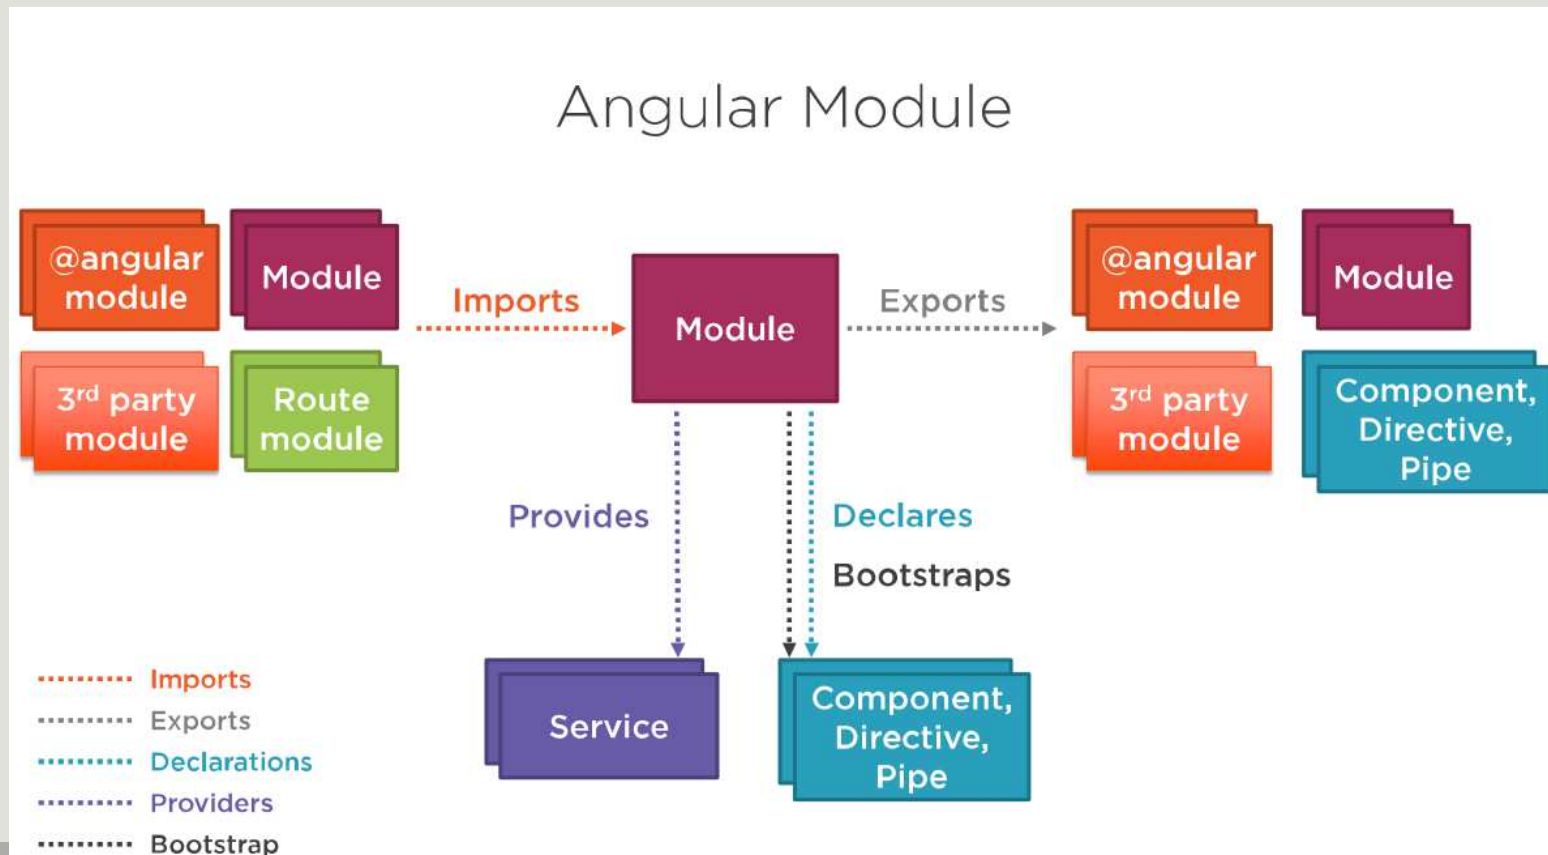 Angular Module
@angular
module
Module
3rd party
module
Route
module
Imports
Module
Exports
@angular
module
Module
3rd party
module
Component,
Directive,
Pipe
Provides
Declares
Bootstraps
Service
Component,
Directive,
Pipe
Imports
Exports
Declarations
Providers
Bootstrap